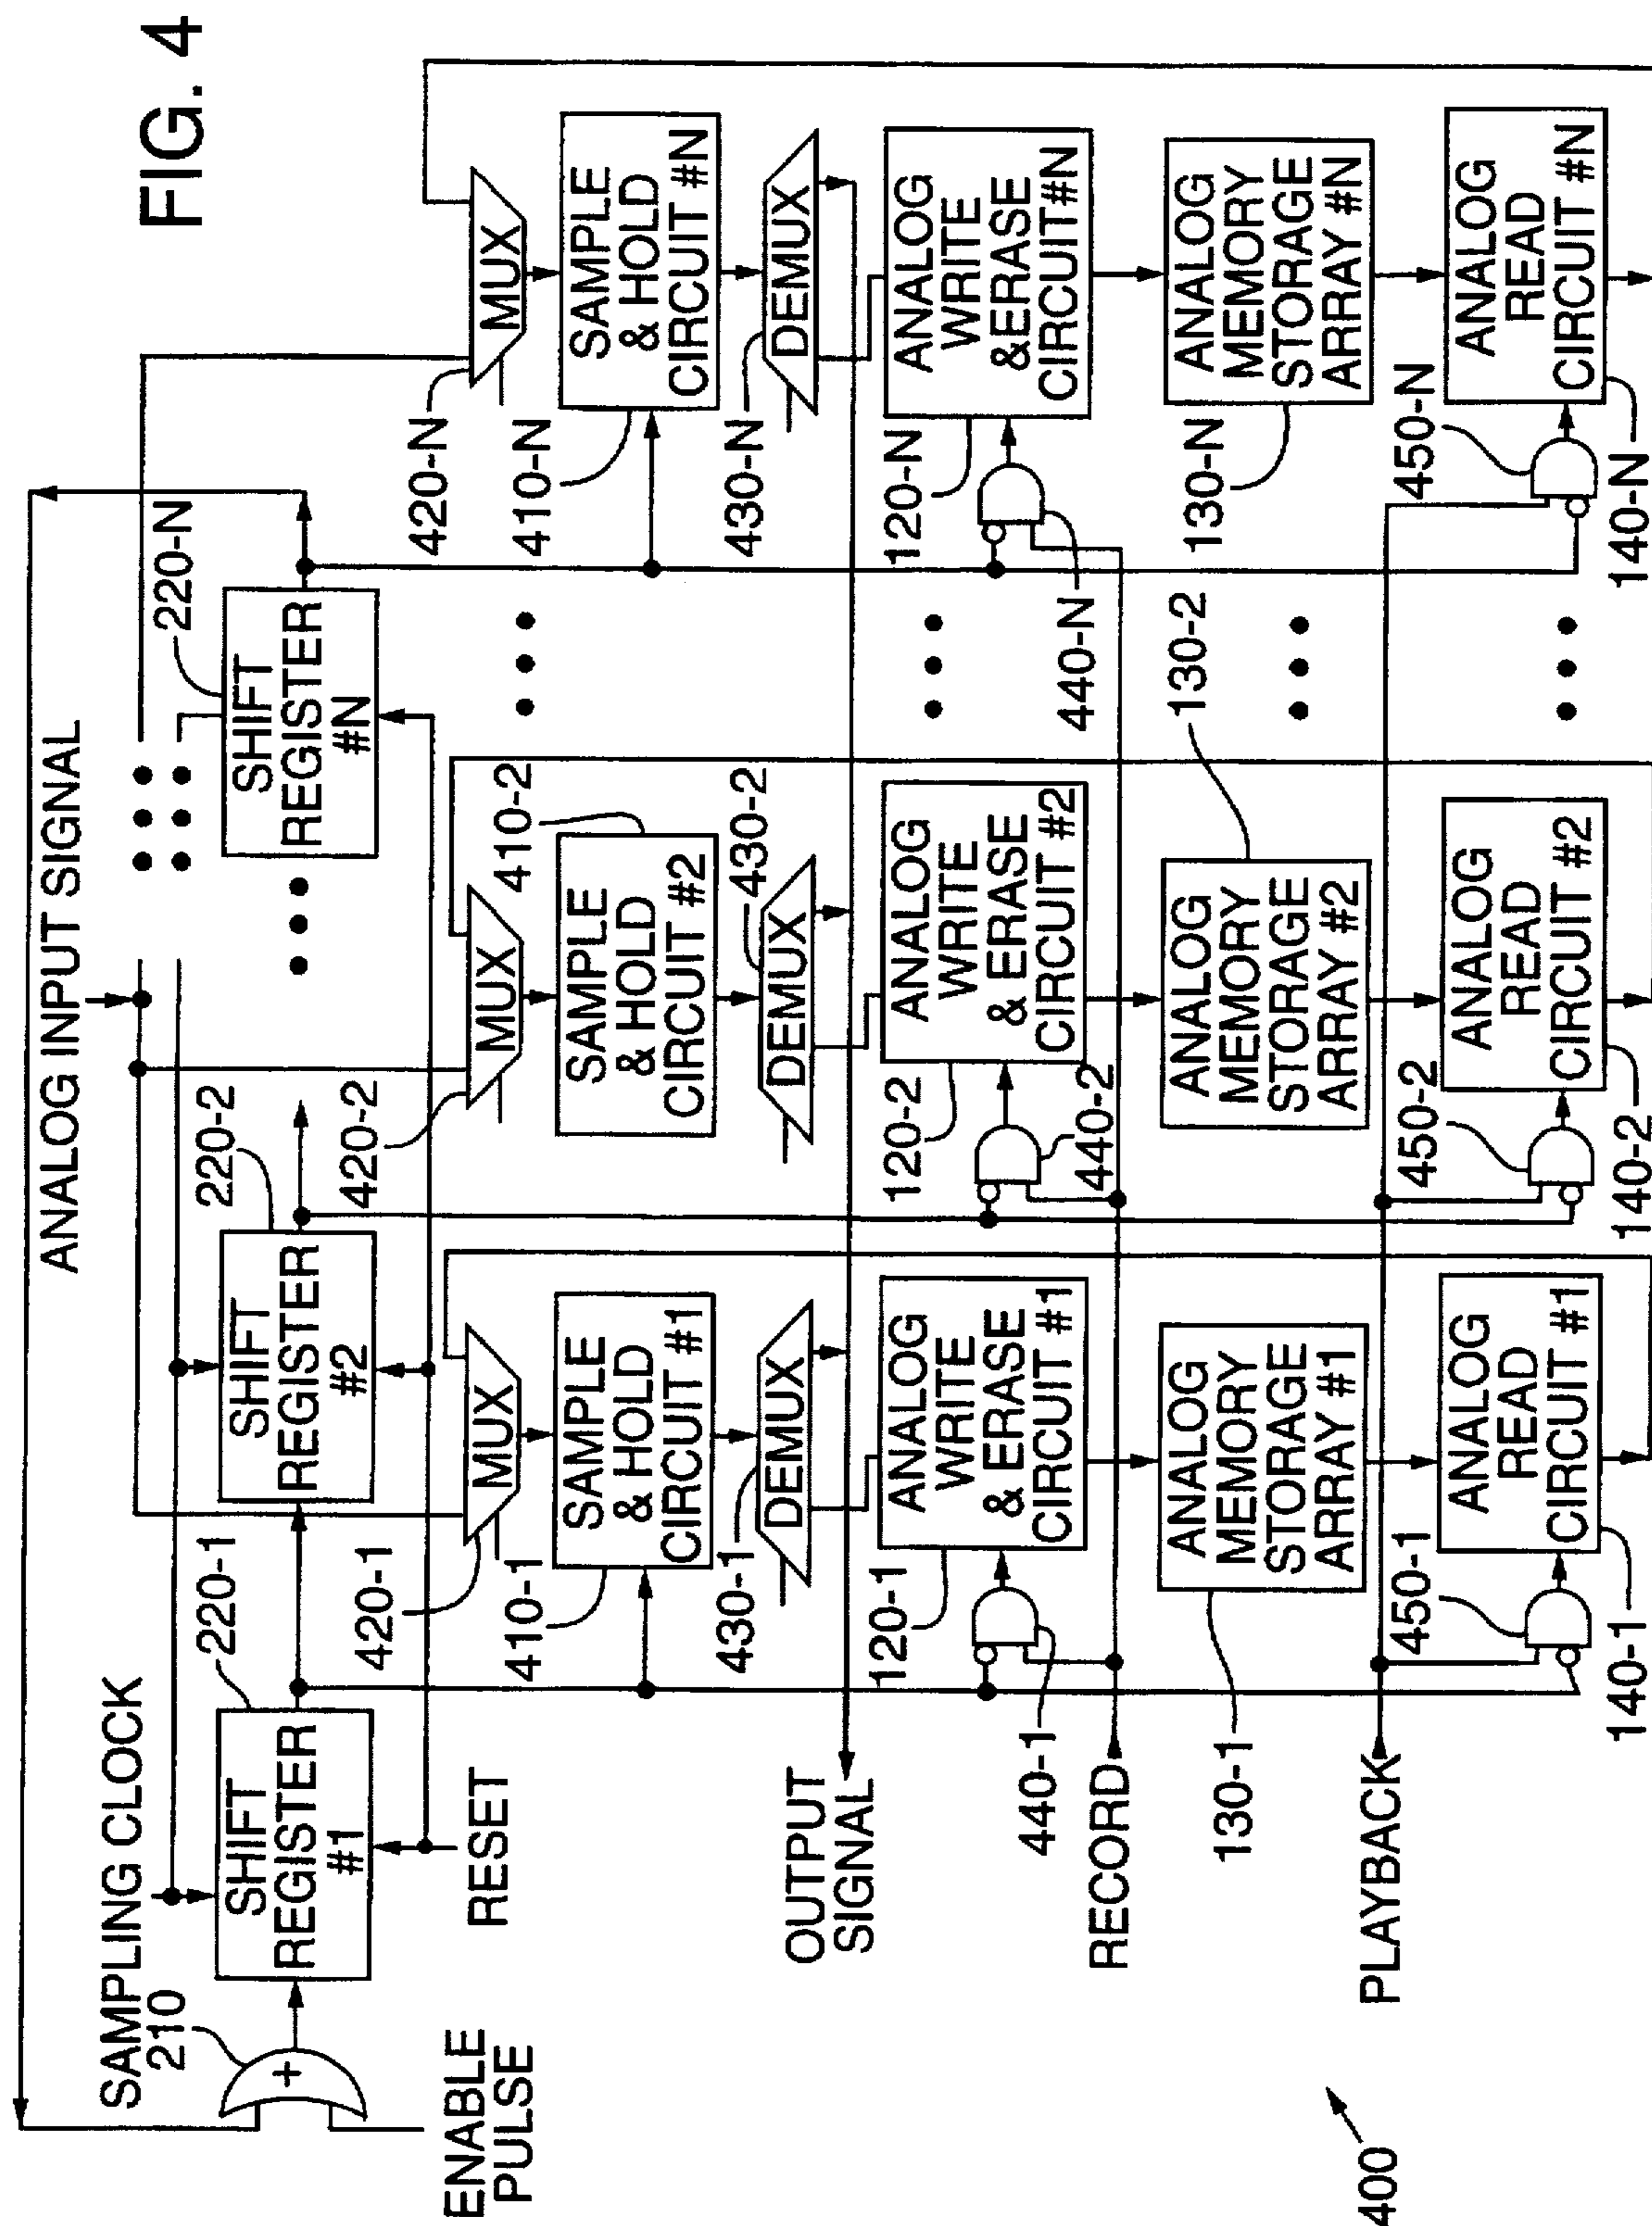 FIG. 4
ANALOG INPUT SIGNAL
SAMPLING CLOCK
210
ENABLE
PULSE
RESET
220-1
SHIFT
REGISTER
#1
220-2
SHIFT
REGISTER
#2
220-N
SHIFT
REGISTER
#N
420-1
MUX
420-2
MUX
420-N
MUX
410-1
SAMPLE
& HOLD
CIRCUIT #1
410-2
SAMPLE
& HOLD
CIRCUIT #2
410-N
SAMPLE
& HOLD
CIRCUIT #N
430-1
DEMUX
430-2
DEMUX
430-N
DEMUX
OUTPUT
SIGNAL
120-1
ANALOG
WRITE
& ERASE
CIRCUIT #1
120-2
ANALOG
WRITE
& ERASE
CIRCUIT #2
120-N
ANALOG
WRITE
&ERASE
CIRCUIT#N
440-1
440-2
440-N
RECORD
130-1
ANALOG
MEMORY
STORAGE
ARRAY #1
130-2
ANALOG
MEMORY
STORAGE
ARRAY #2
130-N
ANALOG
MEMORY
STORAGE
ARRAY #N
PLAYBACK
450-1
450-2
450-N
ANALOG
READ
CIRCUIT #1
140-1
ANALOG
READ
CIRCUIT #2
140-2
ANALOG
READ
CIRCUIT #N
140-N
400